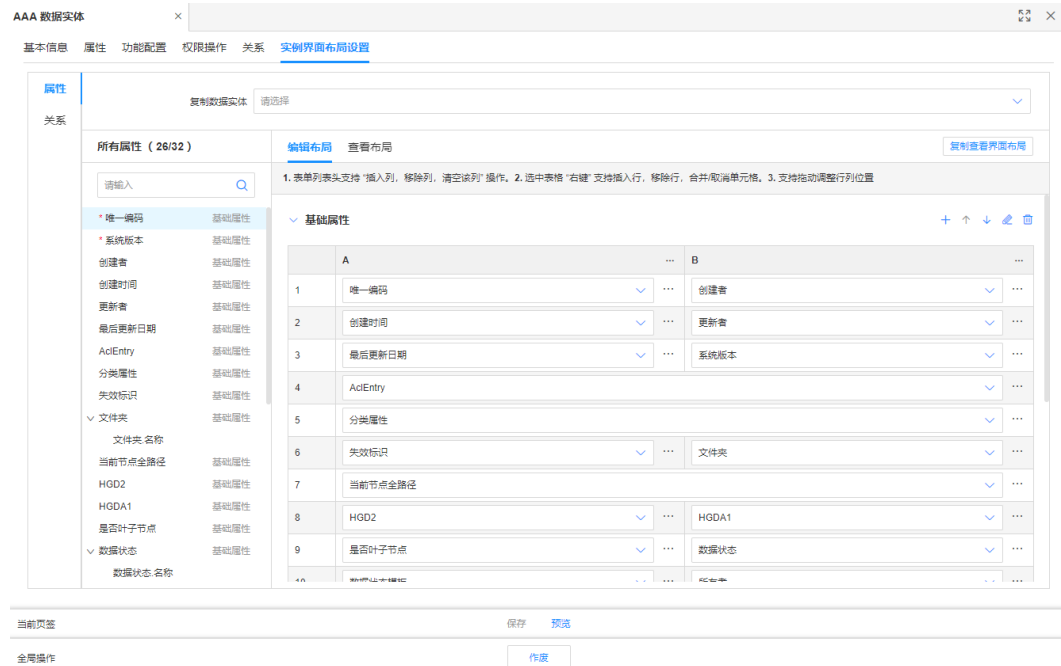 AAA 数据实体
基本信息 属性 功能配置 权限操作 关系 实例界面布局设置
属性
关系
复制数据实体 请选择
所有属性（26/32）
请输入
* 唯一编码 基础属性
* 系统版本 基础属性
创建者 基础属性
创建时间 基础属性
更新者 基础属性
最后更新日期 基础属性
AclEntry 基础属性
分类属性 基础属性
失效标识 基础属性
文件夹 基础属性
文件夹.名称
当前节点全路径 基础属性
HGD2 基础属性
HGDA1 基础属性
是否叶子节点 基础属性
数据状态 基础属性
数据状态.名称
编辑布局 查看布局 复制查看界面布局
1. 表单列表头支持 “插入列，移除列，清空该列” 操作。2. 选中表格 “右键” 支持插入行，移除行，合并/取消单元格。3. 支持拖动调整行列位置
基础属性
A ... B ...
1 唯一编码 ... 创建者 ...
2 创建时间 ... 更新者 ...
3 最后更新日期 ... 系统版本 ...
4 AclEntry ...
5 分类属性 ...
6 失效标识 ... 文件夹 ...
7 当前节点全路径 ...
8 HGD2 ... HGDA1 ...
9 是否叶子节点 ... 数据状态 ...
10 数据状态模板 ... 所有者 ...
当前页签 保存 预览
全局操作 作废